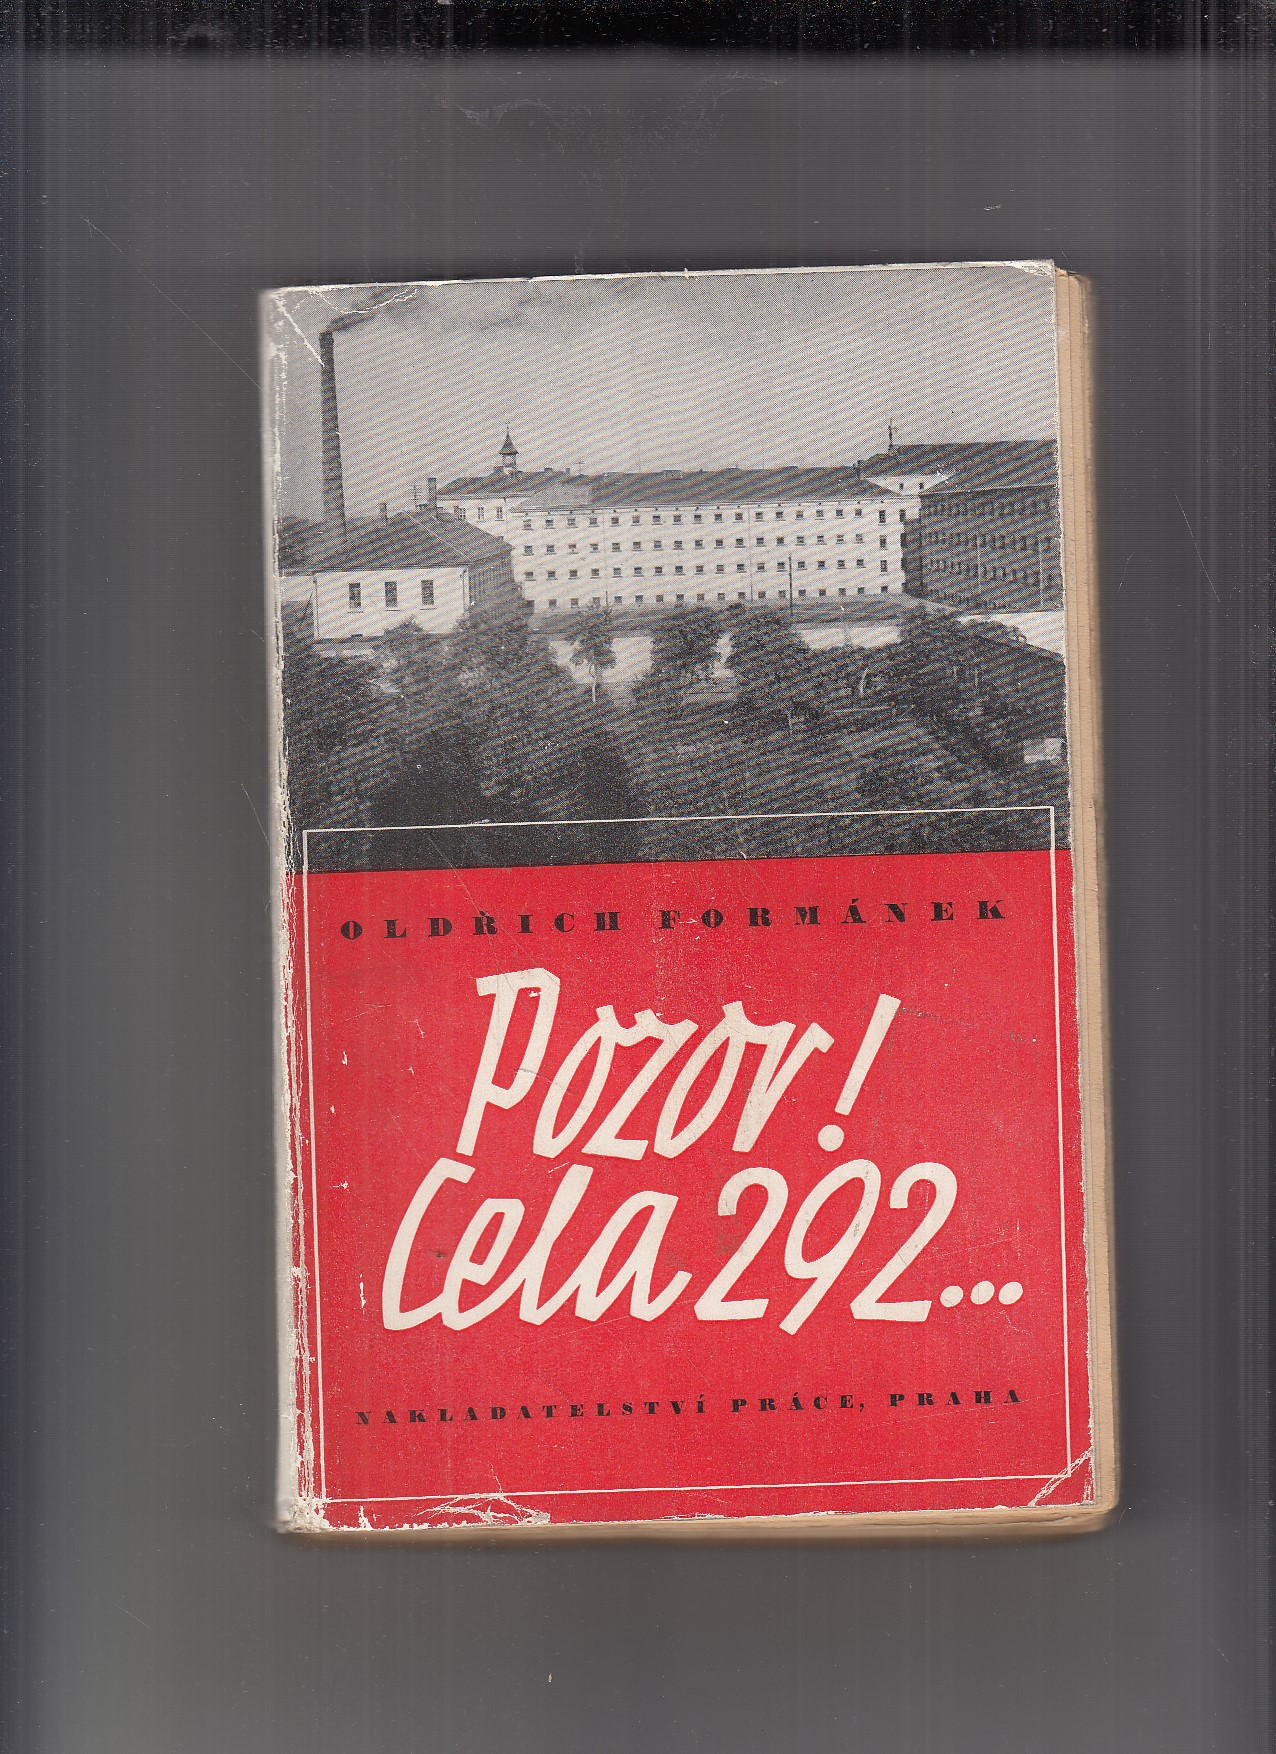 OLDŘICH FORMÁNEK
Pozor!
Cela 292...
NAKLADATELSTVÍ PRÁCE, PRAHA